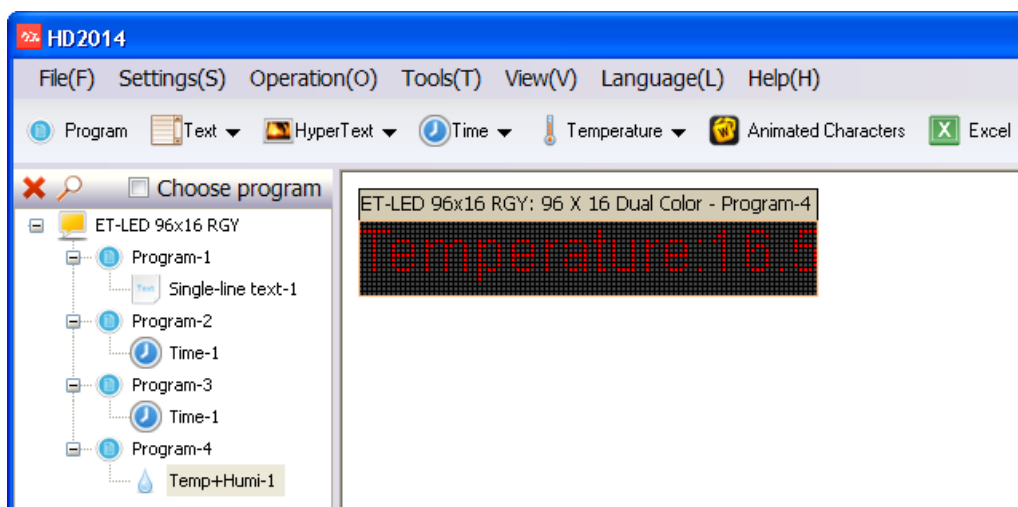 HD2014
File(F) Settings(S) Operation(O) Tools(T) View(V) Language(L) Help(H)
Program Text HyperText Time Temperature Animated Characters Excel
Choose program
ET-LED 96x16 RGY
Program-1
Single-line text-1
Program-2
Time-1
Program-3
Time-1
Program-4
Temp+Humi-1
ET-LED 96x16 RGY: 96 X 16 Dual Color - Program-4
Temperature:16.5